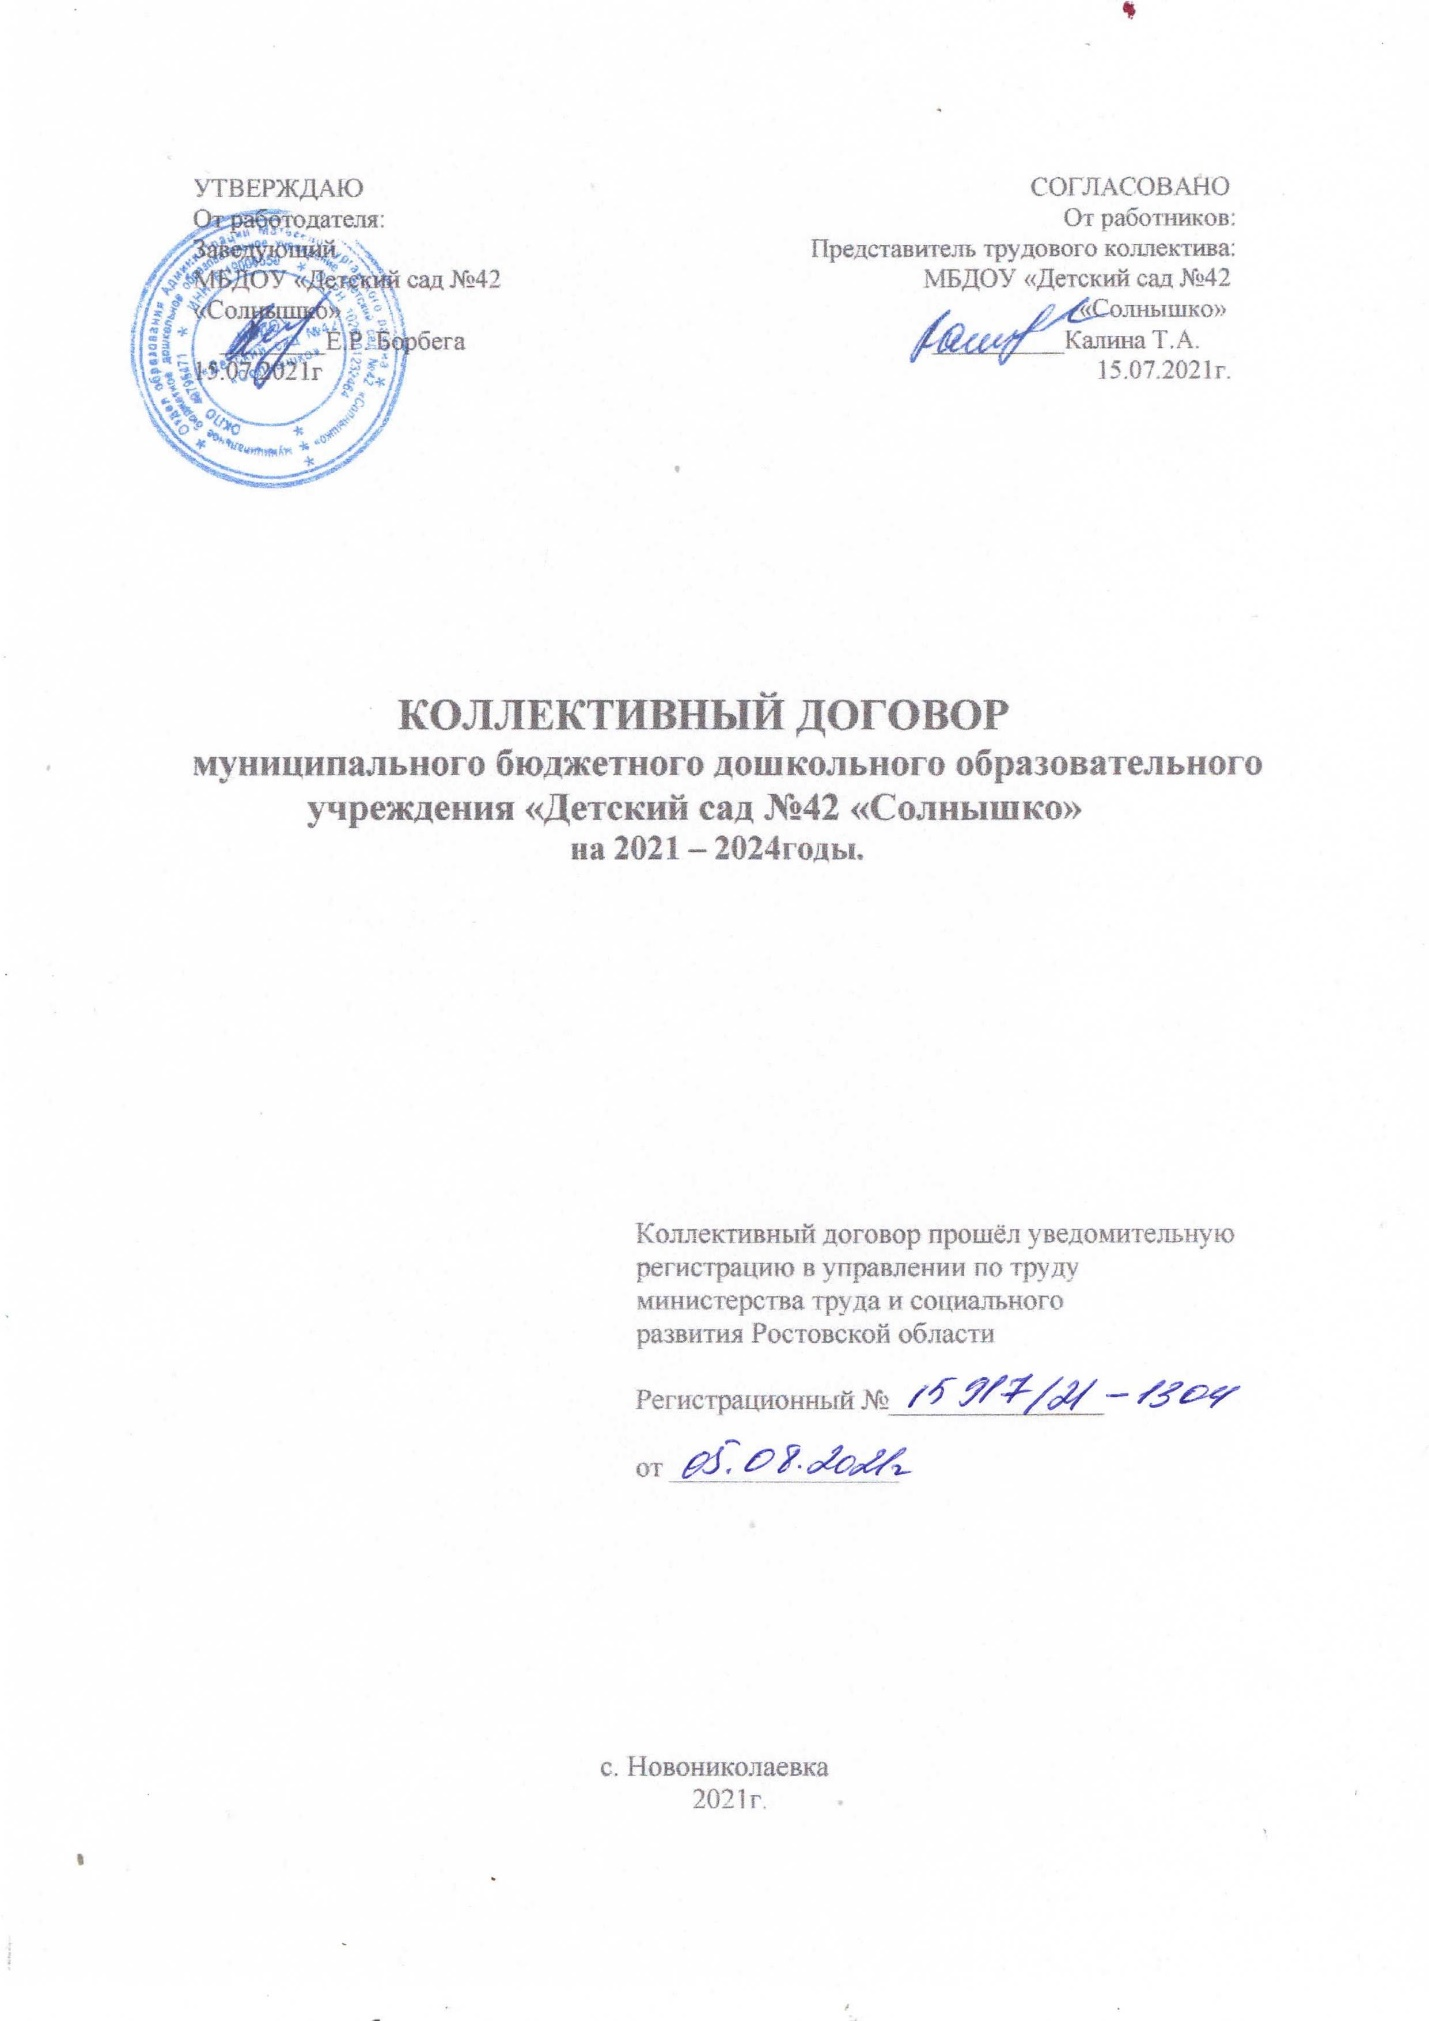 УТВЕРЖДАЮ
От работодателя:
Заведующий
МБДОУ «Детский сад №42
«Солнышко»
Е.Р. Борбега
15.07.2021г
СОГЛАСОВАНО
От работников:
Представитель трудового коллектива:
МБДОУ «Детский сад №42
«Солнышко»
Калина Т.А.
15.07.2021г.
КОЛЛЕКТИВНЫЙ ДОГОВОР
муниципального бюджетного дошкольного образовательного
учреждения «Детский сад №42 «Солнышко»
на 2021 – 2024годы.
Коллективный договор прошёл уведомительную
регистрацию в управлении по труду
министерства труда и социального
развития Ростовской области
Регистрационный № 15917/21-1304
от 05.08.2021г
с. Новониколаевка
2021г.